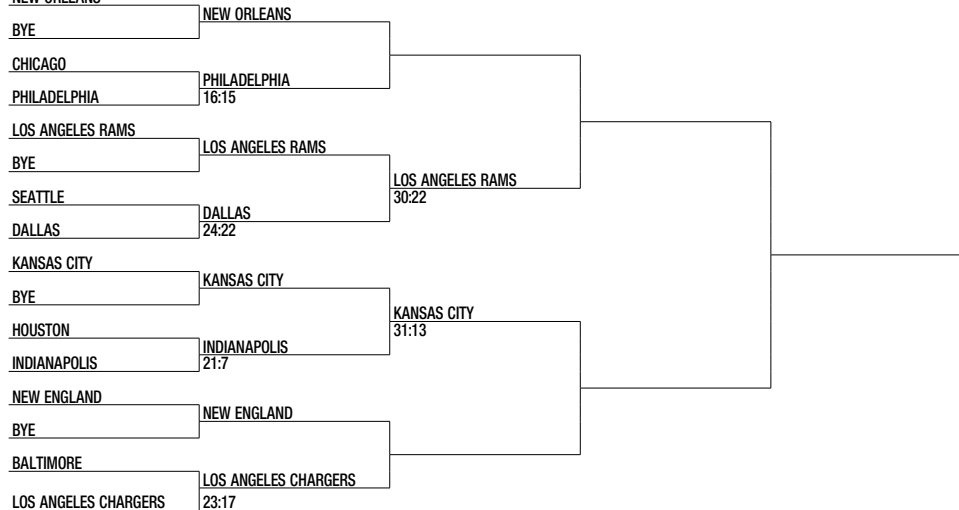 NEW ORLEANS
BYE
CHICAGO
PHILADELPHIA
LOS ANGELES RAMS
BYE
SEATTLE
DALLAS
KANSAS CITY
BYE
HOUSTON
INDIANAPOLIS
NEW ENGLAND
BYE
BALTIMORE
LOS ANGELES CHARGERS
NEW ORLEANS
PHILADELPHIA
16:15
LOS ANGELES RAMS
DALLAS
24:22
KANSAS CITY
INDIANAPOLIS
21:7
NEW ENGLAND
LOS ANGELES CHARGERS
23:17
LOS ANGELES RAMS
30:22
KANSAS CITY
31:13